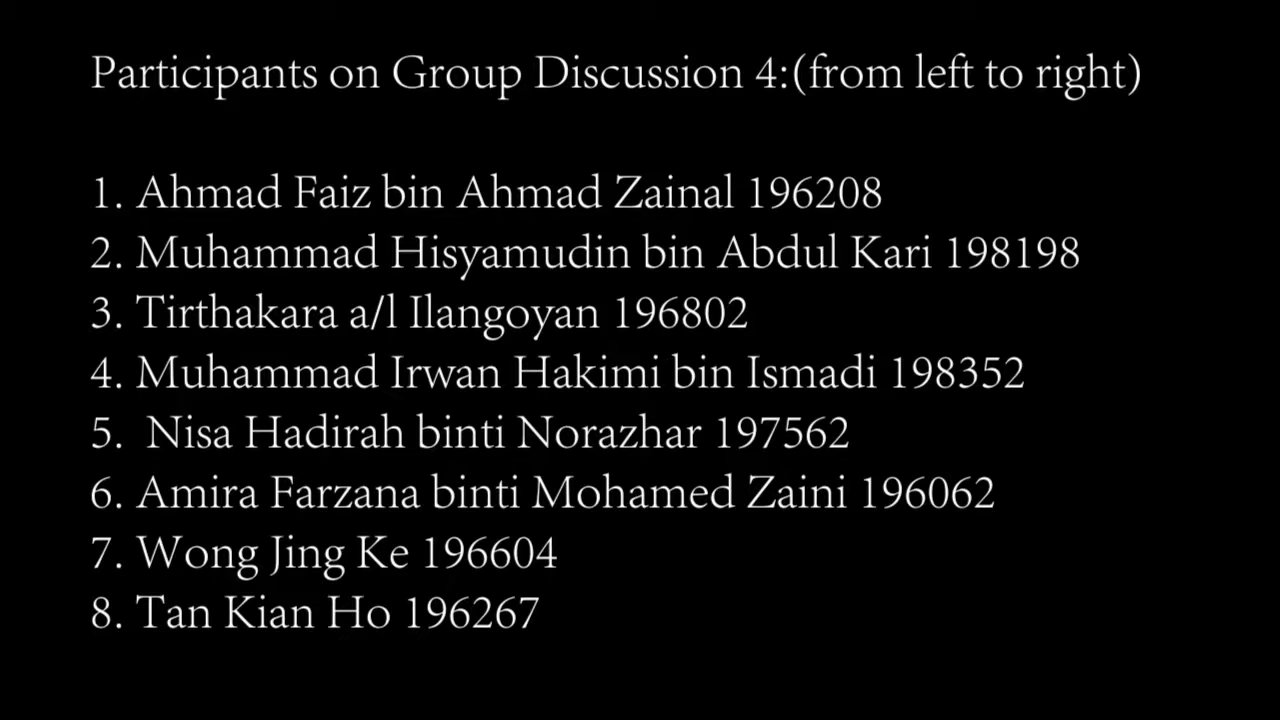 Participants on Group Discussion 4:(from left to right)
1. Ahmad Faiz bin Ahmad Zainal 196208
2. Muhammad Hisyamudin bin Abdul Kari 198198
3. Tirthakara a/l Ilangoyan 196802
4. Muhammad Irwan Hakimi bin Ismadi 198352
5.  Nisa Hadirah binti Norazhar 197562
6. Amira Farzana binti Mohamed Zaini 196062
7. Wong Jing Ke 196604
8. Tan Kian Ho 196267